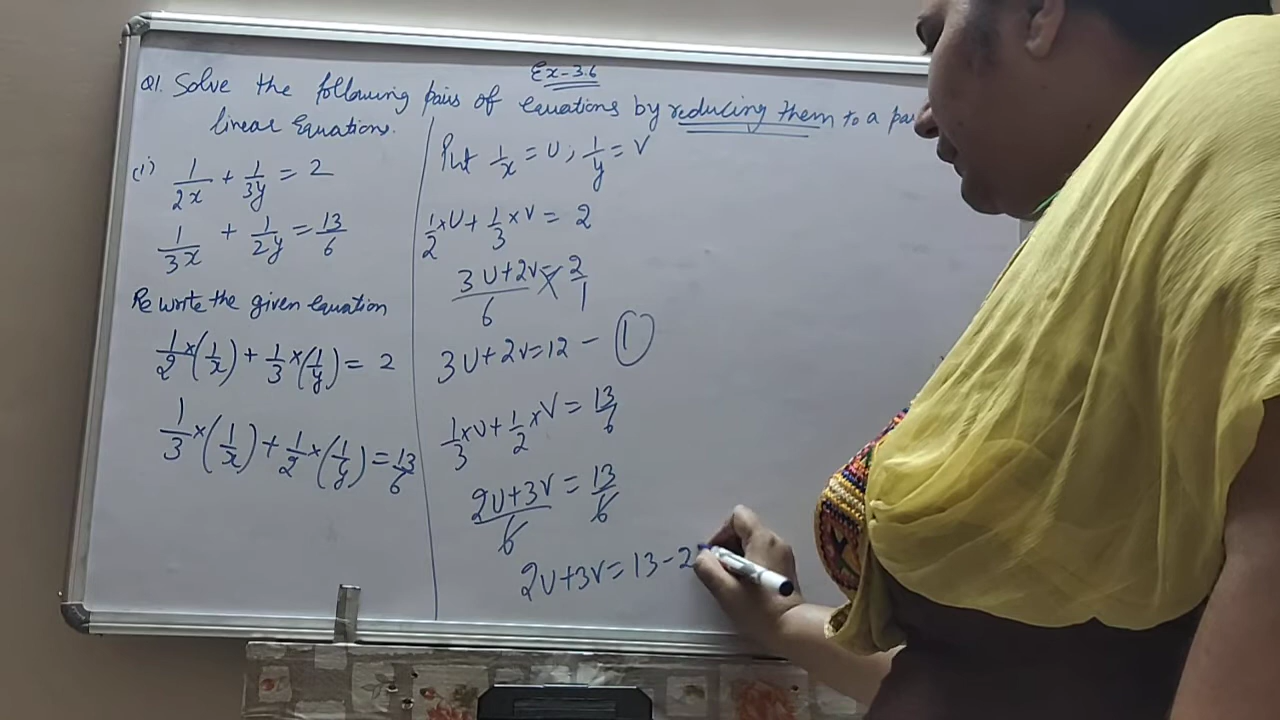 Ex-3.6
Q1. Solve the following pairs of equations by reducing them to a
linear Equations.
(i) 1/2x + 1/3y = 2
1/3x + 1/2y = 13/6
Re write the given equation
1/2 × (1/x) + 1/3 × (1/y) = 2
1/3 × (1/x) + 1/2 × (1/y) = 13/6
Put 1/x = U ; 1/y = V
1/2 × U + 1/3 × V = 2
3U+2V/6 = 2/1
3U+2V=12 - ①
1/3 × U + 1/2 × V = 13/6
2U+3V/6 = 13/6
2U+3V=13-2